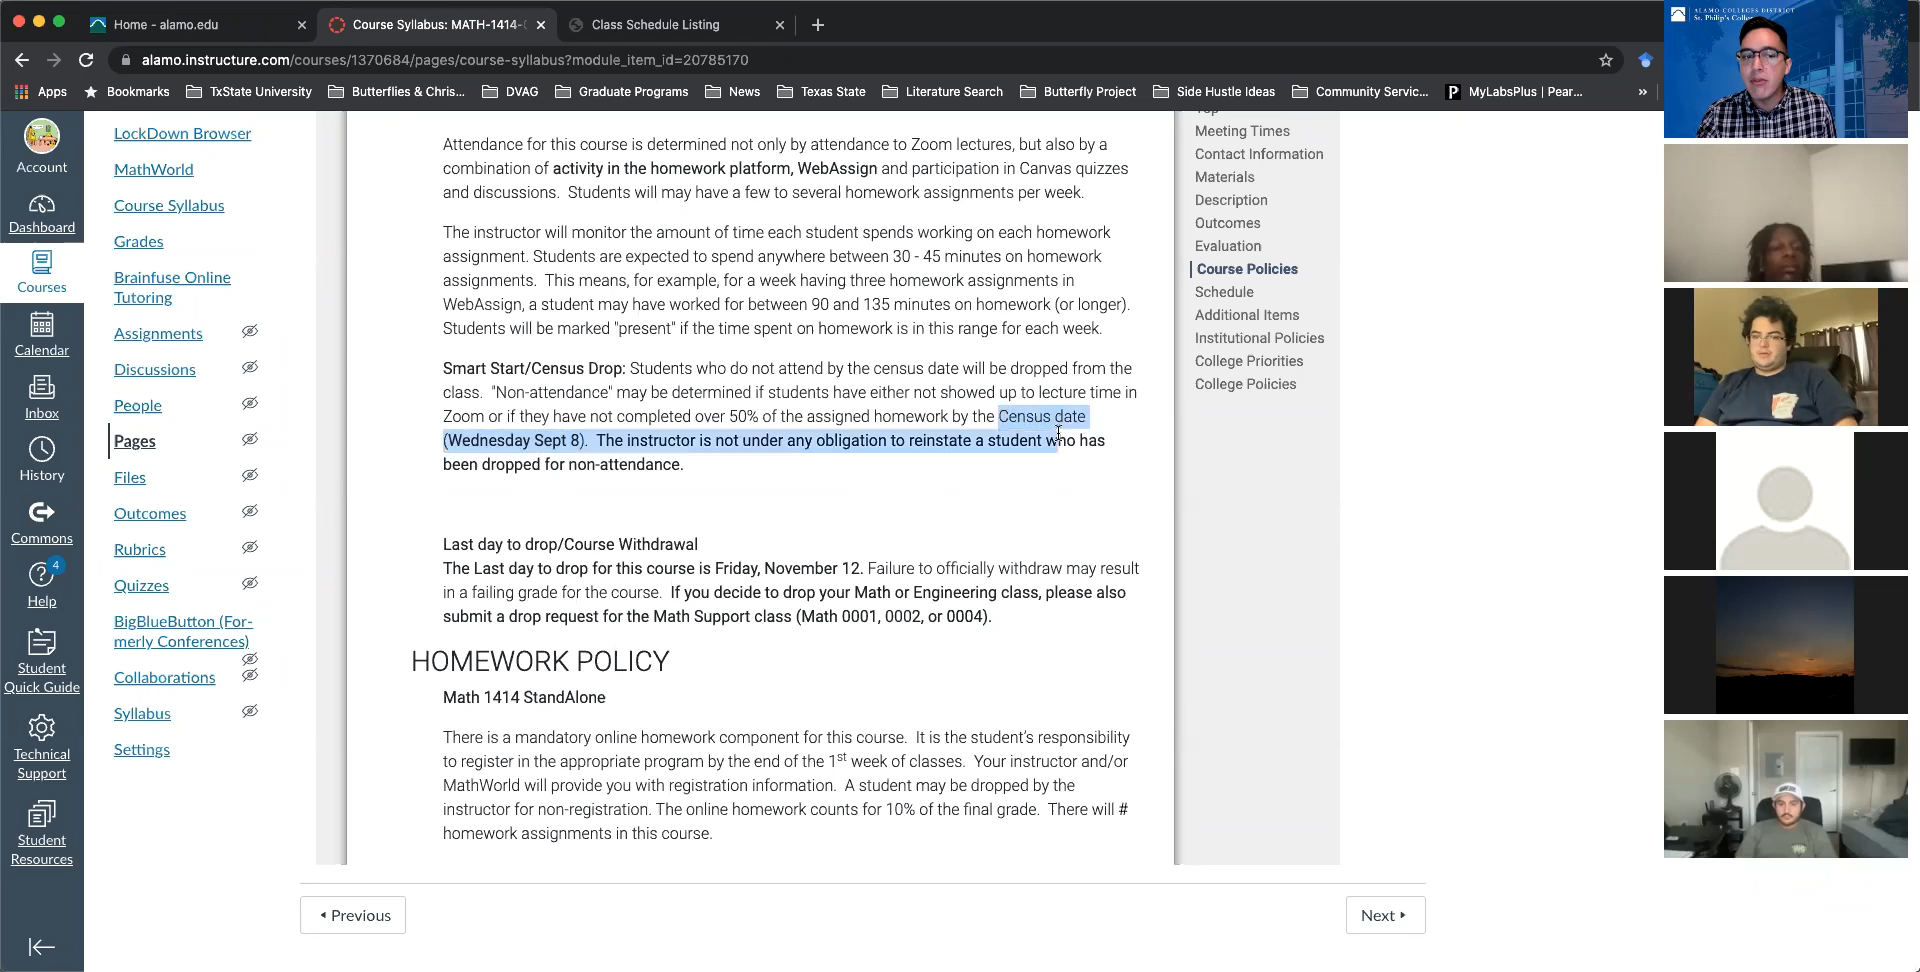 Home - alamo.edu
Course Syllabus: MATH-1414-
Class Schedule Listing
alamo.instructure.com/courses/1370684/pages/course-syllabus?module_item_id=20785170
Apps
Bookmarks
TxState University
Butterflies & Chris...
DVAG
Graduate Programs
News
Texas State
Literature Search
Butterfly Project
Side Hustle Ideas
Community Servic...
MyLabsPlus | Pear...
»
ALAMO COLLEGES DISTRICT
Account
Dashboard
Courses
Calendar
Inbox
History
Commons
4
Help
Student
Quick Guide
Technical
Support
Student
Resources
LockDown Browser
MathWorld
Course Syllabus
Grades
Brainfuse Online
Tutoring
Assignments
Discussions
People
Pages
Files
Outcomes
Rubrics
Quizzes
BigBlueButton (For-
merly Conferences)
Collaborations
Syllabus
Settings
Attendance for this course is determined not only by attendance to Zoom lectures, but also by a
combination of activity in the homework platform, WebAssign and participation in Canvas quizzes
and discussions.  Students will may have a few to several homework assignments per week.
The instructor will monitor the amount of time each student spends working on each homework
assignment. Students are expected to spend anywhere between 30 - 45 minutes on homework
assignments.  This means, for example, for a week having three homework assignments in
WebAssign, a student may have worked for between 90 and 135 minutes on homework (or longer).
Students will be marked "present" if the time spent on homework is in this range for each week.
Smart Start/Census Drop: Students who do not attend by the census date will be dropped from the
class.  "Non-attendance" may be determined if students have either not showed up to lecture time in
Zoom or if they have not completed over 50% of the assigned homework by the Census date
(Wednesday Sept 8).  The instructor is not under any obligation to reinstate a student who has
been dropped for non-attendance.
Last day to drop/Course Withdrawal
The Last day to drop for this course is Friday, November 12. Failure to officially withdraw may result
in a failing grade for the course.  If you decide to drop your Math or Engineering class, please also
submit a drop request for the Math Support class (Math 0001, 0002, or 0004).
HOMEWORK POLICY
Math 1414 StandAlone
There is a mandatory online homework component for this course.  It is the student’s responsibility
to register in the appropriate program by the end of the 1st week of classes.  Your instructor and/or
MathWorld will provide you with registration information.  A student may be dropped by the
instructor for non-registration. The online homework counts for 10% of the final grade.  There will #
homework assignments in this course.
Top
Meeting Times
Contact Information
Materials
Description
Outcomes
Evaluation
Course Policies
Schedule
Additional Items
Institutional Policies
College Priorities
College Policies
Previous
Next